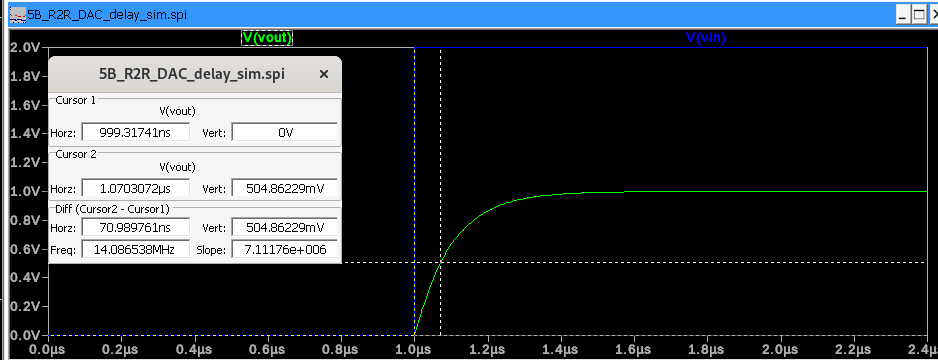 5B_R2R_DAC_delay_sim.spi
V(vout) V(vin)
2.0V
1.8V
1.6V
1.4V
1.2V
1.0V
0.8V
0.6V
0.4V
0.2V
0.0V
5B_R2R_DAC_delay_sim.spi ×
Cursor 1
V(vout)
Horz: 999.31741ns Vert: 0V
Cursor 2
V(vout)
Horz: 1.0703072µs Vert: 504.86229mV
Diff (Cursor2 - Cursor1)
Horz: 70.989761ns Vert: 504.86229mV
Freq: 14.086538MHz Slope: 7.11176e+006
0.0µs 0.2µs 0.4µs 0.6µs 0.8µs 1.0µs 1.2µs 1.4µs 1.6µs 1.8µs 2.0µs 2.2µs 2.4µ